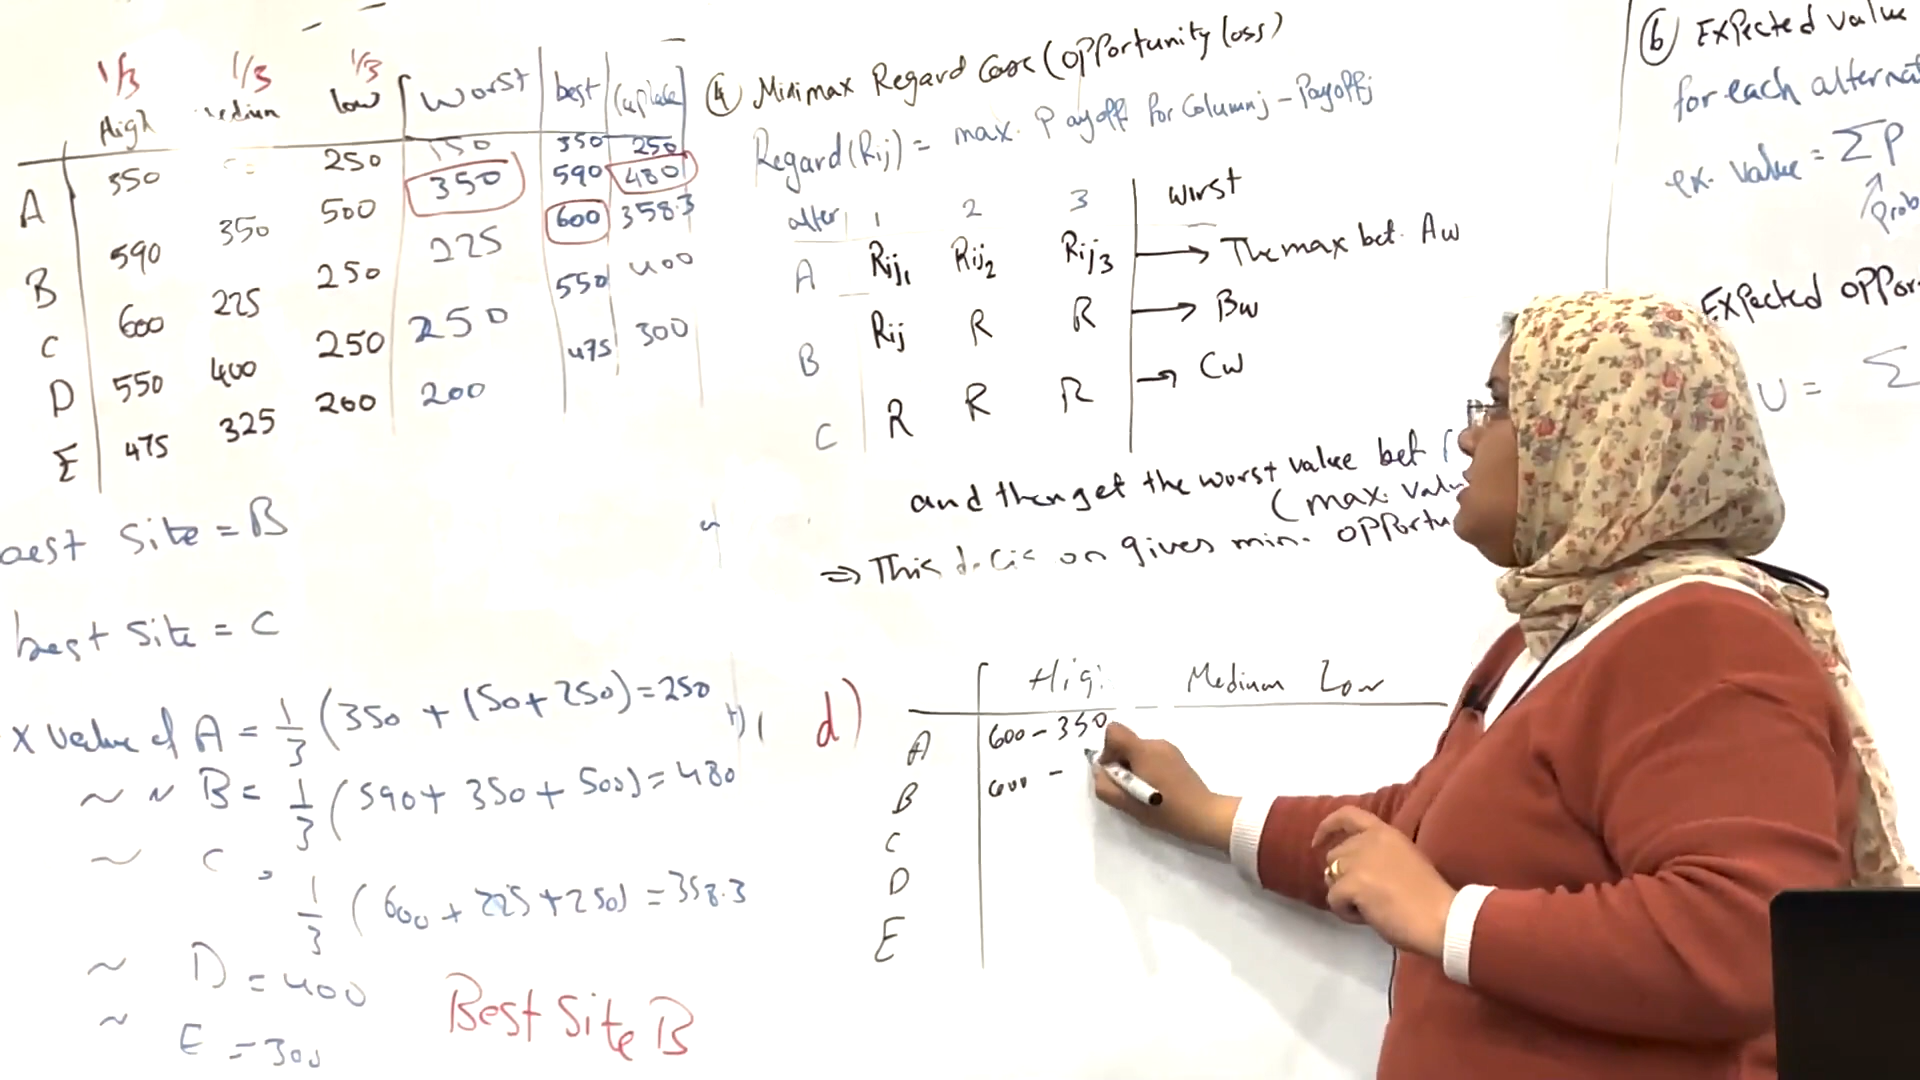 1/3 1/3 1/3
High medium low Worst best Laplace
A 350 250 150 350 250
B 590 350 500 350 590 480
C 600 225 250 225 600 358.3
D 550 400 250 250 550 400
E 475 325 200 200 475 300
best Site = B
best Site = C
X value of A = 1/3 (350 + 150 + 250) = 250
~ ~ B = 1/3 (590 + 350 + 500) = 480
~ C = 1/3 (600 + 225 + 250) = 358.3
~ D = 400
~ E = 300
Best Site B
④ Minimax Regard Case (opportunity loss)
Regard (Rij) = max. Payoff for Column j - Payoff j
alter 1 2 3 worst
A Rij1 Rij2 Rij3 → The max bet. Aw
B Rij R R → Bw
C R R R → Cw
and then get the worst value bet
(max. valu
⇒ This decision gives min. opportu
d)
High Medium Low
A 600 - 350
B 600 -
C
D
E
⑥ Expected value
for each alternat
ex. value = ΣP
prob
Expected oppor
U = Σ